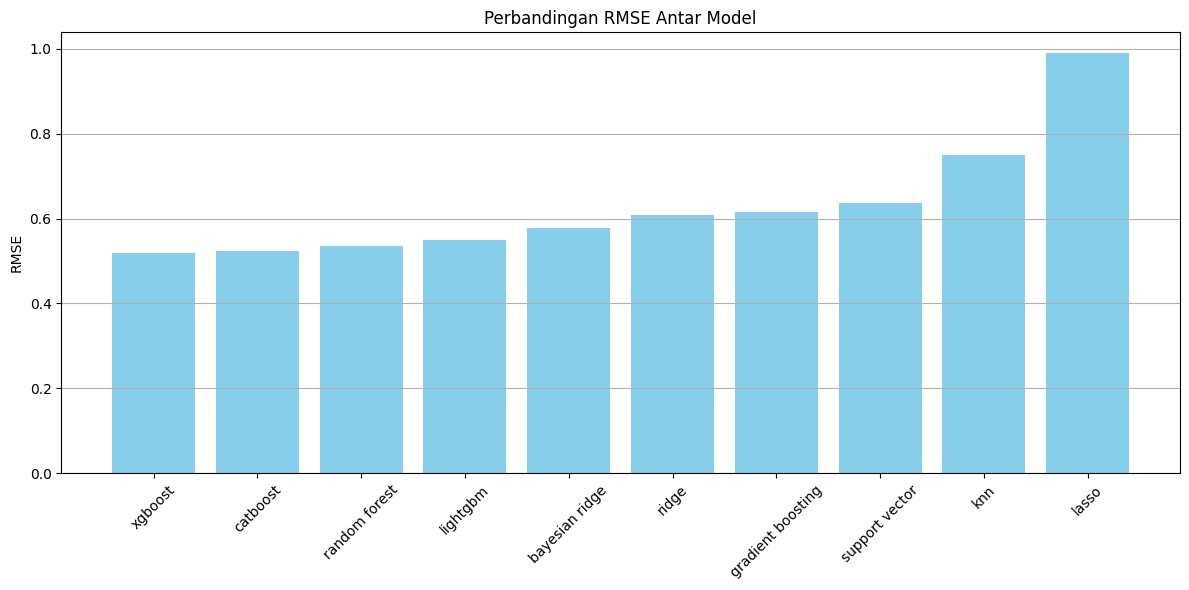 Perbandingan RMSE Antar Model
RMSE
1.0
0.8
0.6
0.4
0.2
0.0
xgboost
catboost
random forest
lightgbm
bayesian ridge
ridge
gradient boosting
support vector
knn
lasso